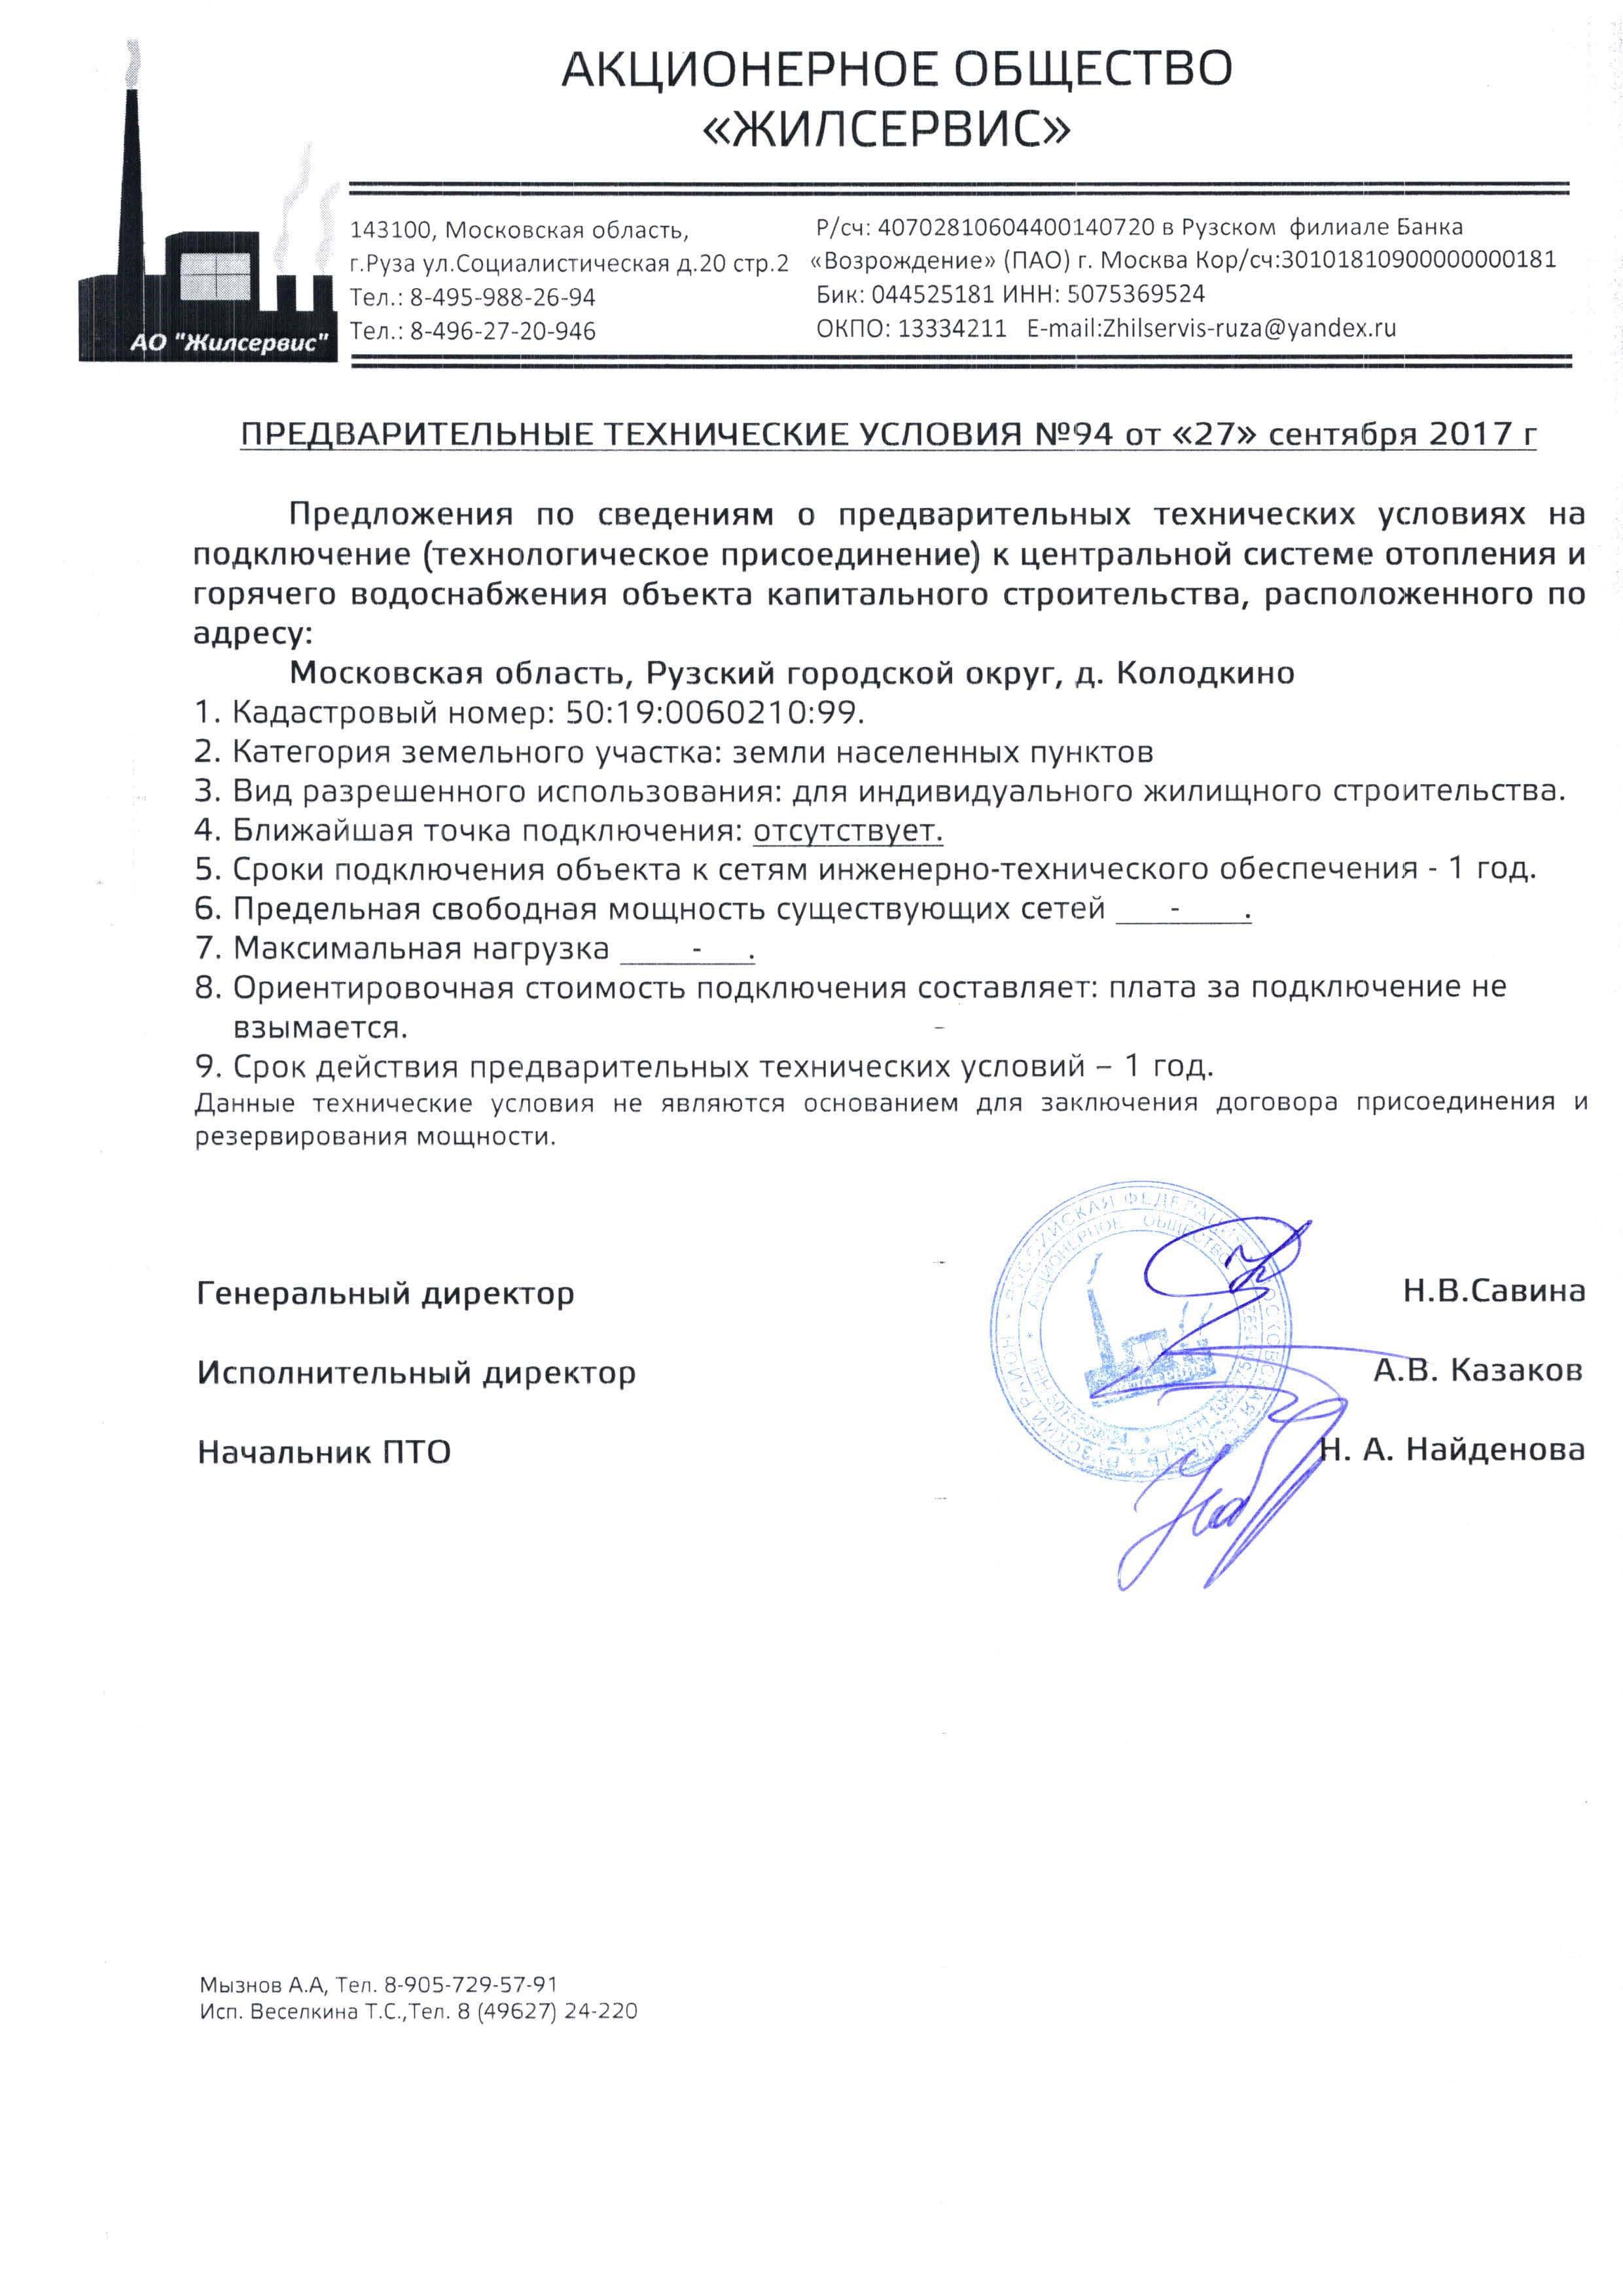 АКЦИОНЕРНОЕ ОБЩЕСТВО
«ЖИЛСЕРВИС»
АО "Жилсервис"
143100, Московская область,
г.Руза ул.Социалистическая д.20 стр.2
Тел.: 8-495-988-26-94
Тел.: 8-496-27-20-946
Р/сч: 40702810604400140720 в Рузском филиале Банка
«Возрождение» (ПАО) г. Москва Кор/сч:30101810900000000181
Бик: 044525181 ИНН: 5075369524
ОКПО: 13334211 E-mail:Zhilservis-ruza@yandex.ru
ПРЕДВАРИТЕЛЬНЫЕ ТЕХНИЧЕСКИЕ УСЛОВИЯ №94 от «27» сентября 2017 г
Предложения по сведениям о предварительных технических условиях на
подключение (технологическое присоединение) к центральной системе отопления и
горячего водоснабжения объекта капитального строительства, расположенного по
адресу:
Московская область, Рузский городской округ, д. Колодкино
1. Кадастровый номер: 50:19:0060210:99.
2. Категория земельного участка: земли населенных пунктов
3. Вид разрешенного использования: для индивидуального жилищного строительства.
4. Ближайшая точка подключения: отсутствует.
5. Сроки подключения объекта к сетям инженерно-технического обеспечения - 1 год.
6. Предельная свободная мощность существующих сетей ___-____.
7. Максимальная нагрузка ____-___.
8. Ориентировочная стоимость подключения составляет: плата за подключение не
взымается.
9. Срок действия предварительных технических условий – 1 год.
Данные технические условия не являются основанием для заключения договора присоединения и
резервирования мощности.
РОССИЙСКАЯ ФЕДЕРАЦИЯ
АКЦИОНЕРНОЕ ОБЩЕСТВО
Генеральный директор Н.В.Савина
Исполнительный директор А.В. Казаков
Начальник ПТО Н. А. Найденова
Мызнов А.А, Тел. 8-905-729-57-91
Исп. Веселкина Т.С.,Тел. 8 (49627) 24-220